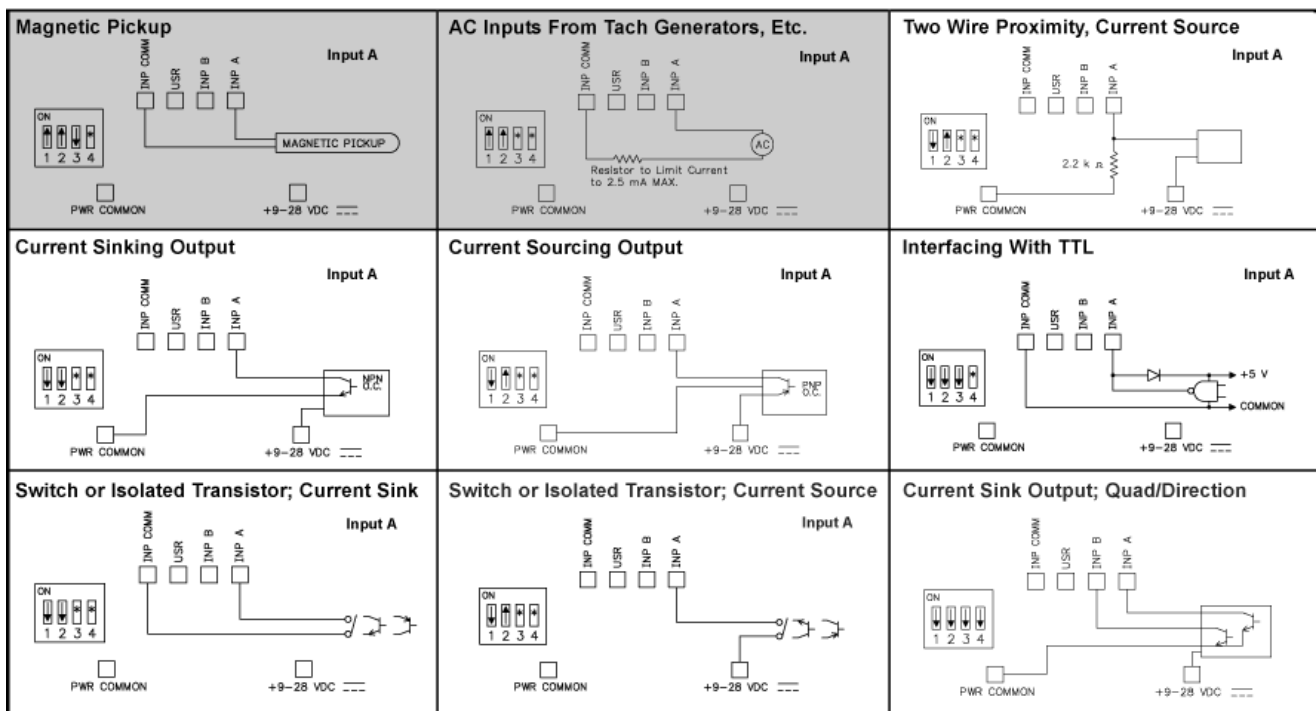 Magnetic Pickup
Input A
INP COMM
USR
INP B
INP A
ON
1 2 3 4
MAGNETIC PICKUP
PWR COMMON
+9-28 VDC
AC Inputs From Tach Generators, Etc.
Input A
INP COMM
USR
INP B
INP A
ON
* *
1 2 3 4
AC
Resistor to Limit Current
to 2.5 mA MAX.
PWR COMMON
+9-28 VDC
Two Wire Proximity, Current Source
Input A
INP COMM
USR
INP B
INP A
ON
* *
1 2 3 4
2.2 k Ω
PWR COMMON
+9-28 VDC
Current Sinking Output
Input A
INP COMM
USR
INP B
INP A
ON
* *
1 2 3 4
NPN
O.C.
PWR COMMON
+9-28 VDC
Current Sourcing Output
Input A
INP COMM
USR
INP B
INP A
ON
* *
1 2 3 4
PNP
O.C.
PWR COMMON
+9-28 VDC
Interfacing With TTL
Input A
INP COMM
USR
INP B
INP A
ON
*
1 2 3 4
+5 V
COMMON
PWR COMMON
+9-28 VDC
Switch or Isolated Transistor; Current Sink
Input A
INP COMM
USR
INP B
INP A
ON
* *
1 2 3 4
PWR COMMON
+9-28 VDC
Switch or Isolated Transistor; Current Source
Input A
INP COMM
USR
INP B
INP A
ON
* *
1 2 3 4
PWR COMMON
+9-28 VDC
Current Sink Output; Quad/Direction
INP COMM
USR
INP B
INP A
ON
1 2 3 4
PWR COMMON
+9-28 VDC